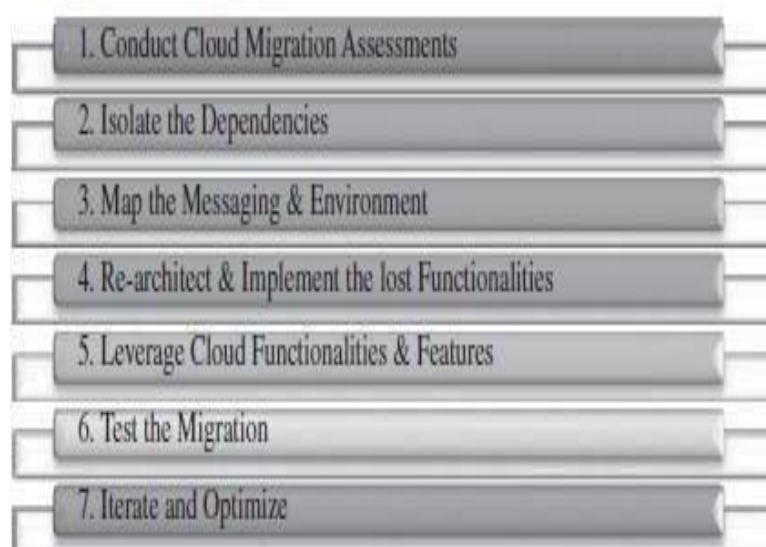 1. Conduct Cloud Migration Assessments
2. Isolate the Dependencies
3. Map the Messaging & Environment
4. Re-architect & Implement the lost Functionalities
5. Leverage Cloud Functionalities & Features
6. Test the Migration
7. Iterate and Optimize